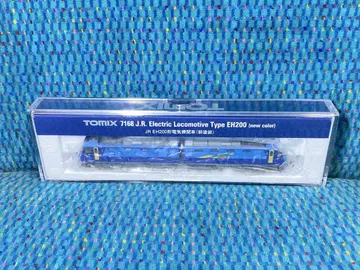 TOMIX
TOMIX 7168 J.R. Electric Locomotive Type EH200 (new color)
JR EH200形電気機関車(新塗装)